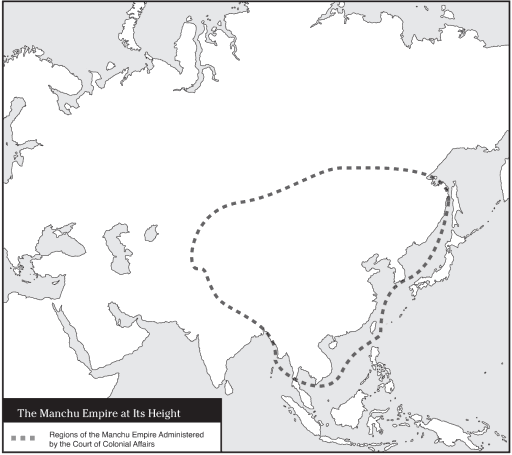 The Manchu Empire at Its Height
Regions of the Manchu Empire Administered
by the Court of Colonial Affairs